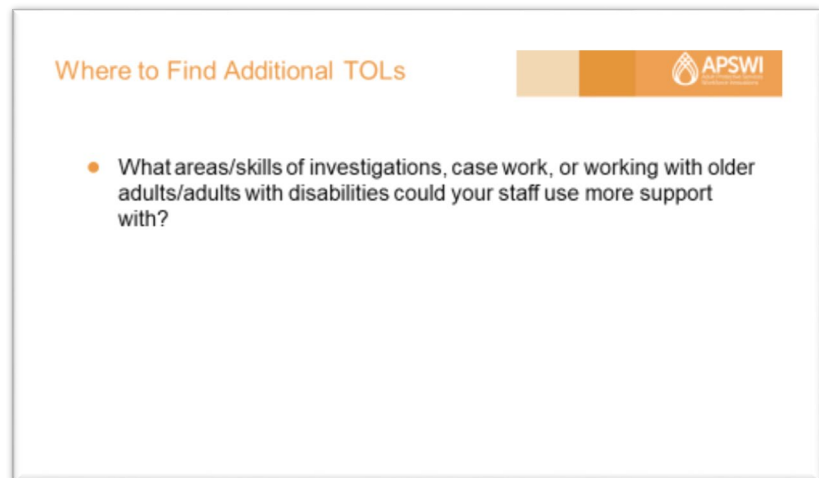 Where to Find Additional TOLs
APSWI
● What areas/skills of investigations, case work, or working with older
adults/adults with disabilities could your staff use more support
with?